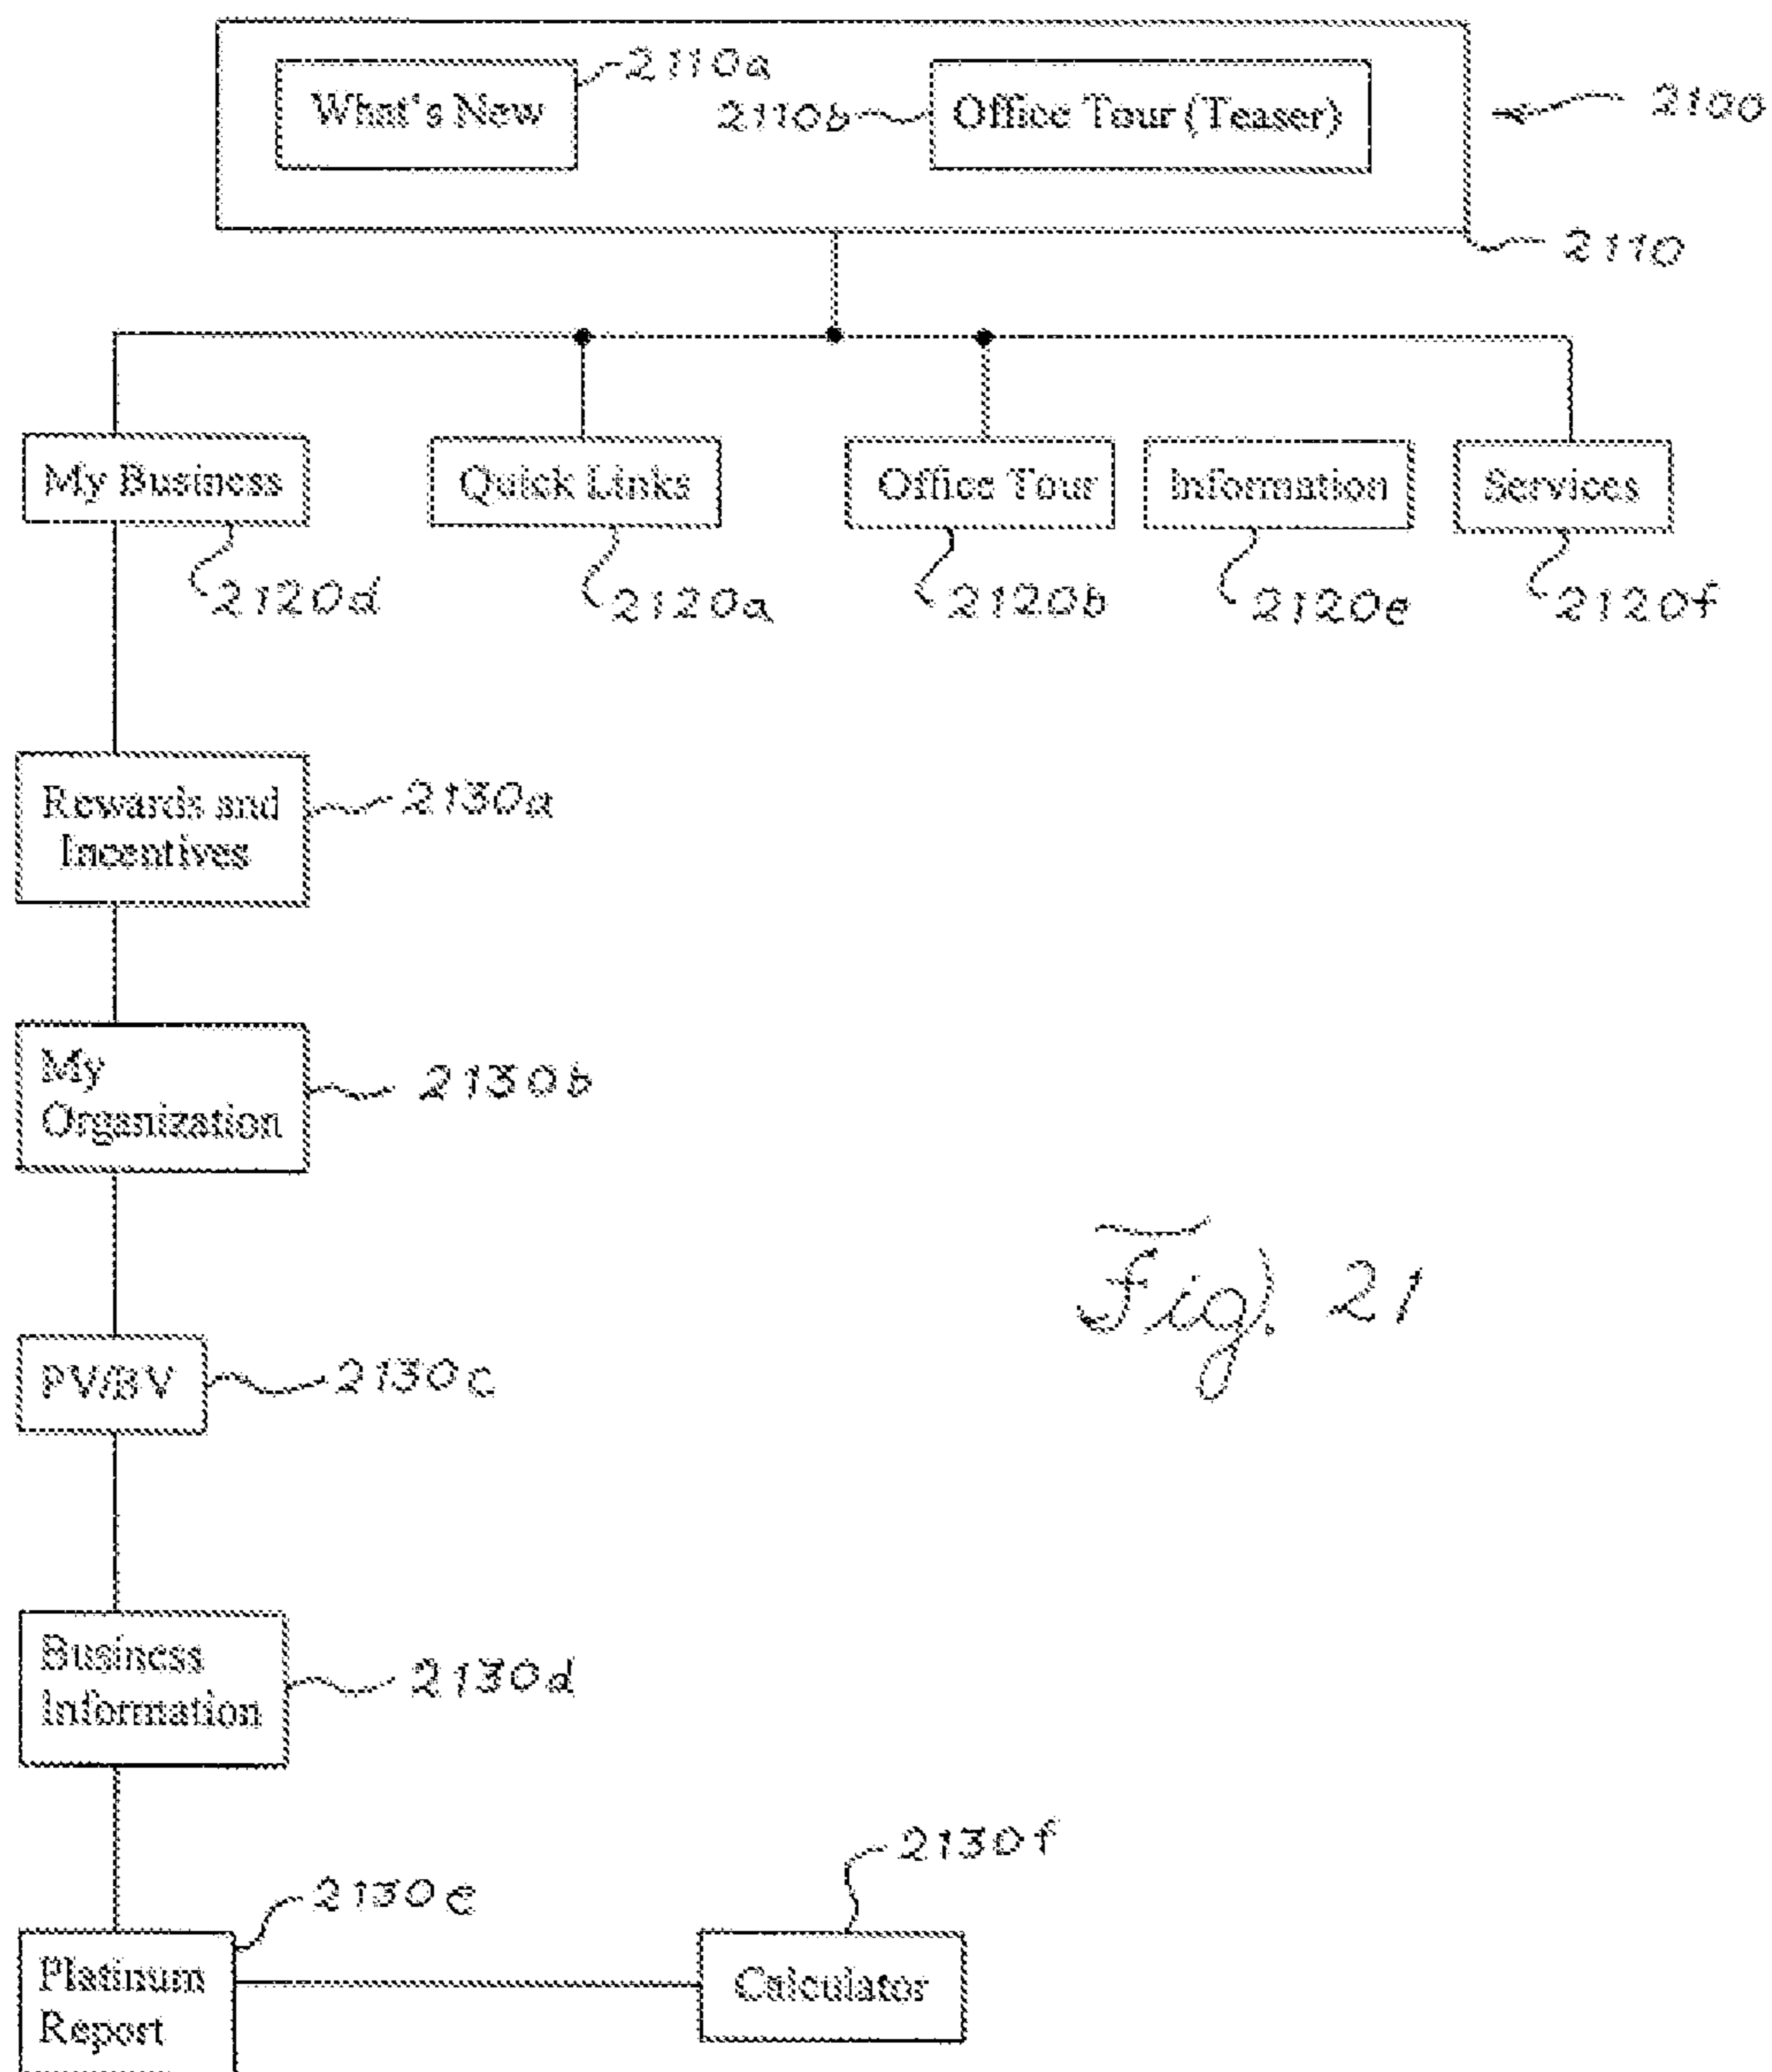 What's New
2110a
2110b
Office Tour (Teaser)
2100
2110
My Business
Quick Links
Office Tour
Information
Services
2120d
2120a
2120b
2120e
2120f
Rewards and
Incentives
2130a
My
Organization
2130b
Fig. 21
PV/BV
2130c
Business
Information
2130d
2130f
2130e
Platinum
Report
Calculator